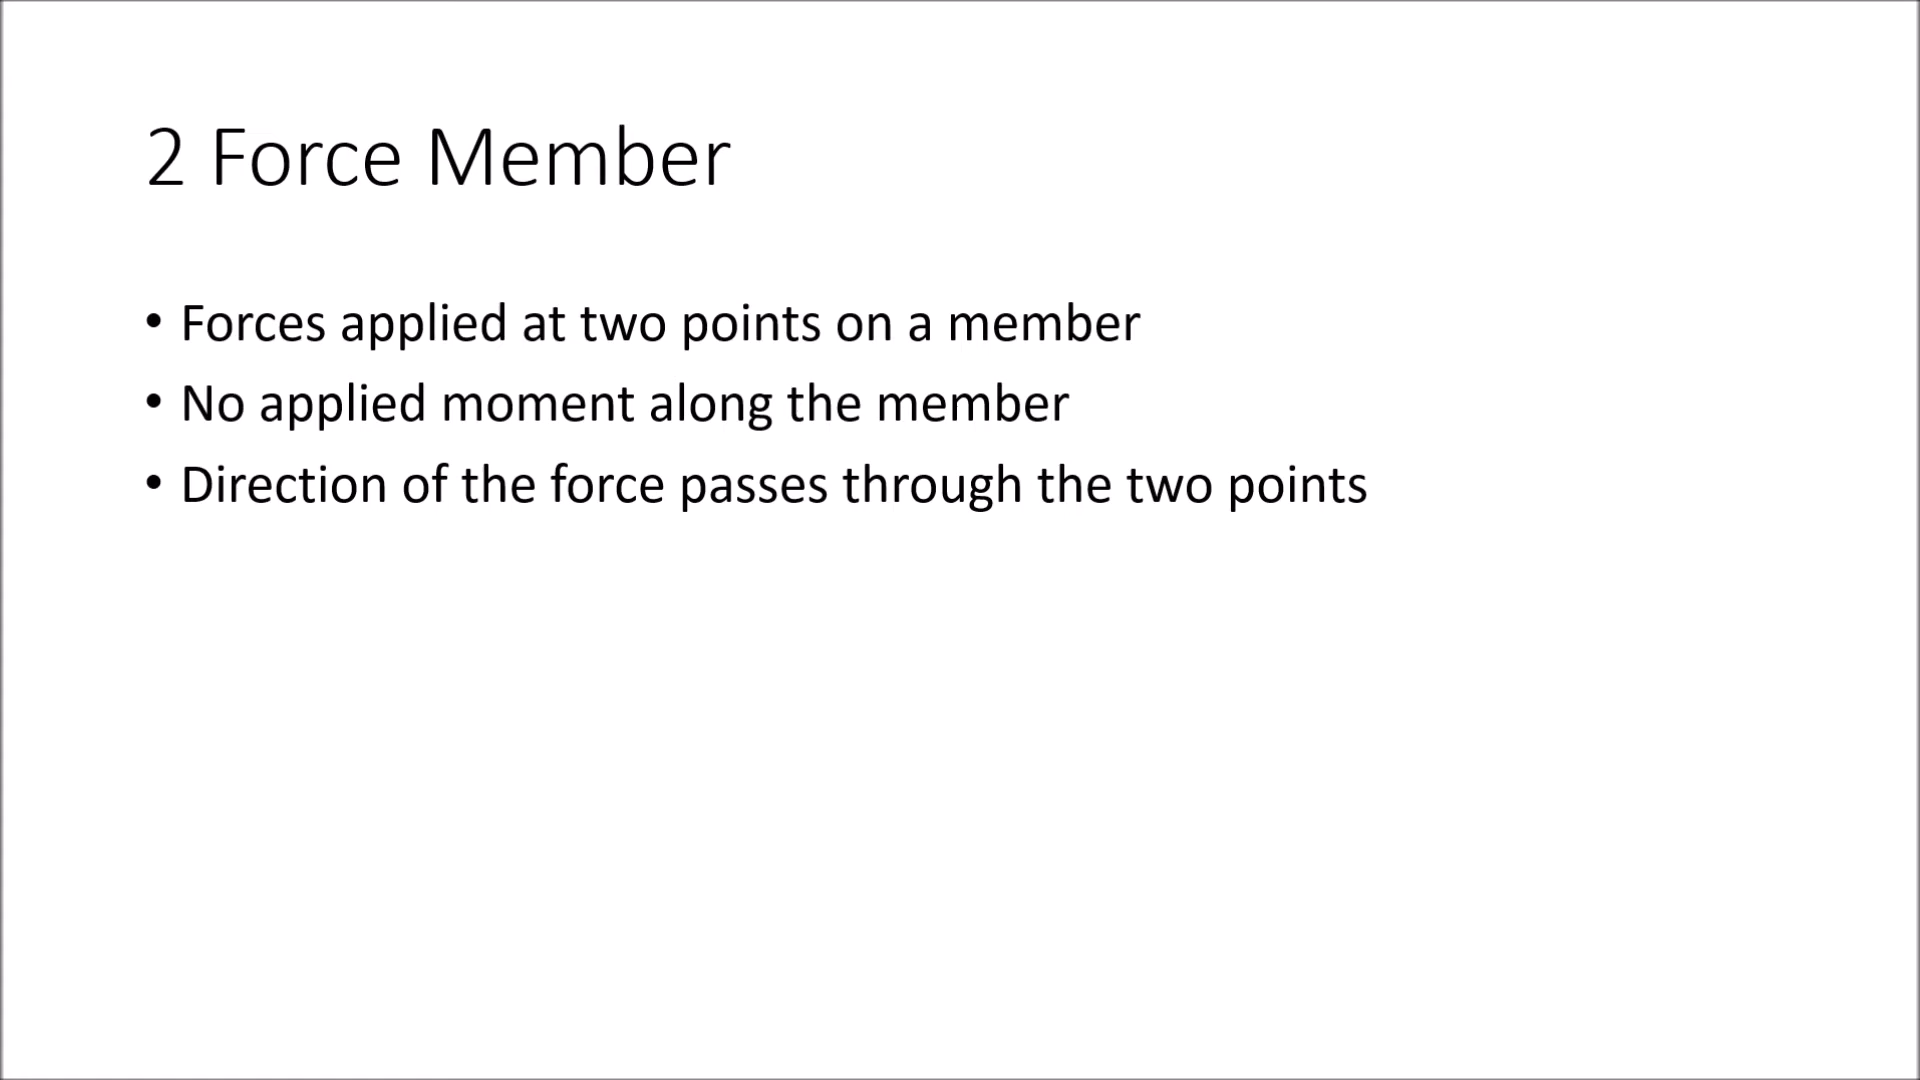 2 Force Member
• Forces applied at two points on a member
• No applied moment along the member
• Direction of the force passes through the two points